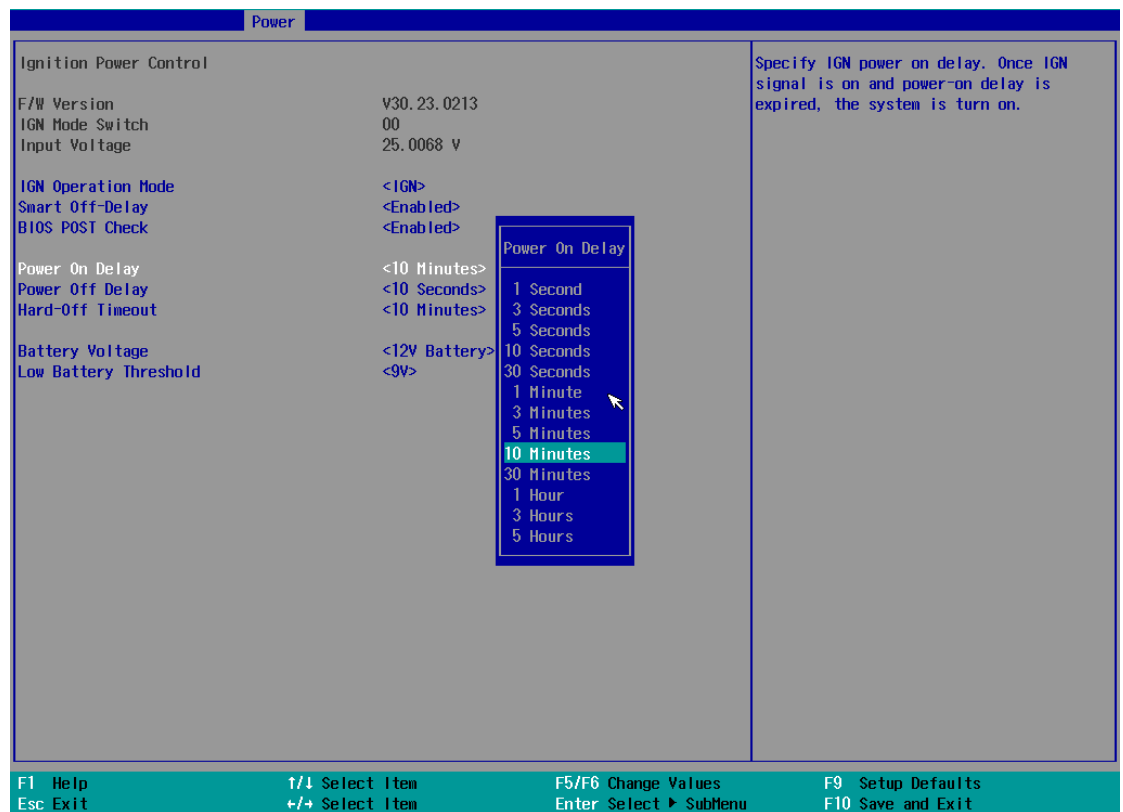 Power
Ignition Power Control
F/W Version V30.23.0213
IGN Mode Switch 00
Input Voltage 25.0068 V
IGN Operation Mode <IGN>
Smart Off-Delay <Enabled>
BIOS POST Check <Enabled>
Power On Delay <10 Minutes>
Power Off Delay <10 Seconds>
Hard-Off Timeout <10 Minutes>
Battery Voltage <12V Battery>
Low Battery Threshold <9V>
Power On Delay
1 Second
3 Seconds
5 Seconds
10 Seconds
30 Seconds
1 Minute
3 Minutes
5 Minutes
10 Minutes
30 Minutes
1 Hour
3 Hours
5 Hours
Specify IGN power on delay. Once IGN
signal is on and power-on delay is
expired, the system is turn on.
F1 Help ↑/↓ Select Item F5/F6 Change Values F9 Setup Defaults
Esc Exit ←/→ Select Item Enter Select ▶ SubMenu F10 Save and Exit